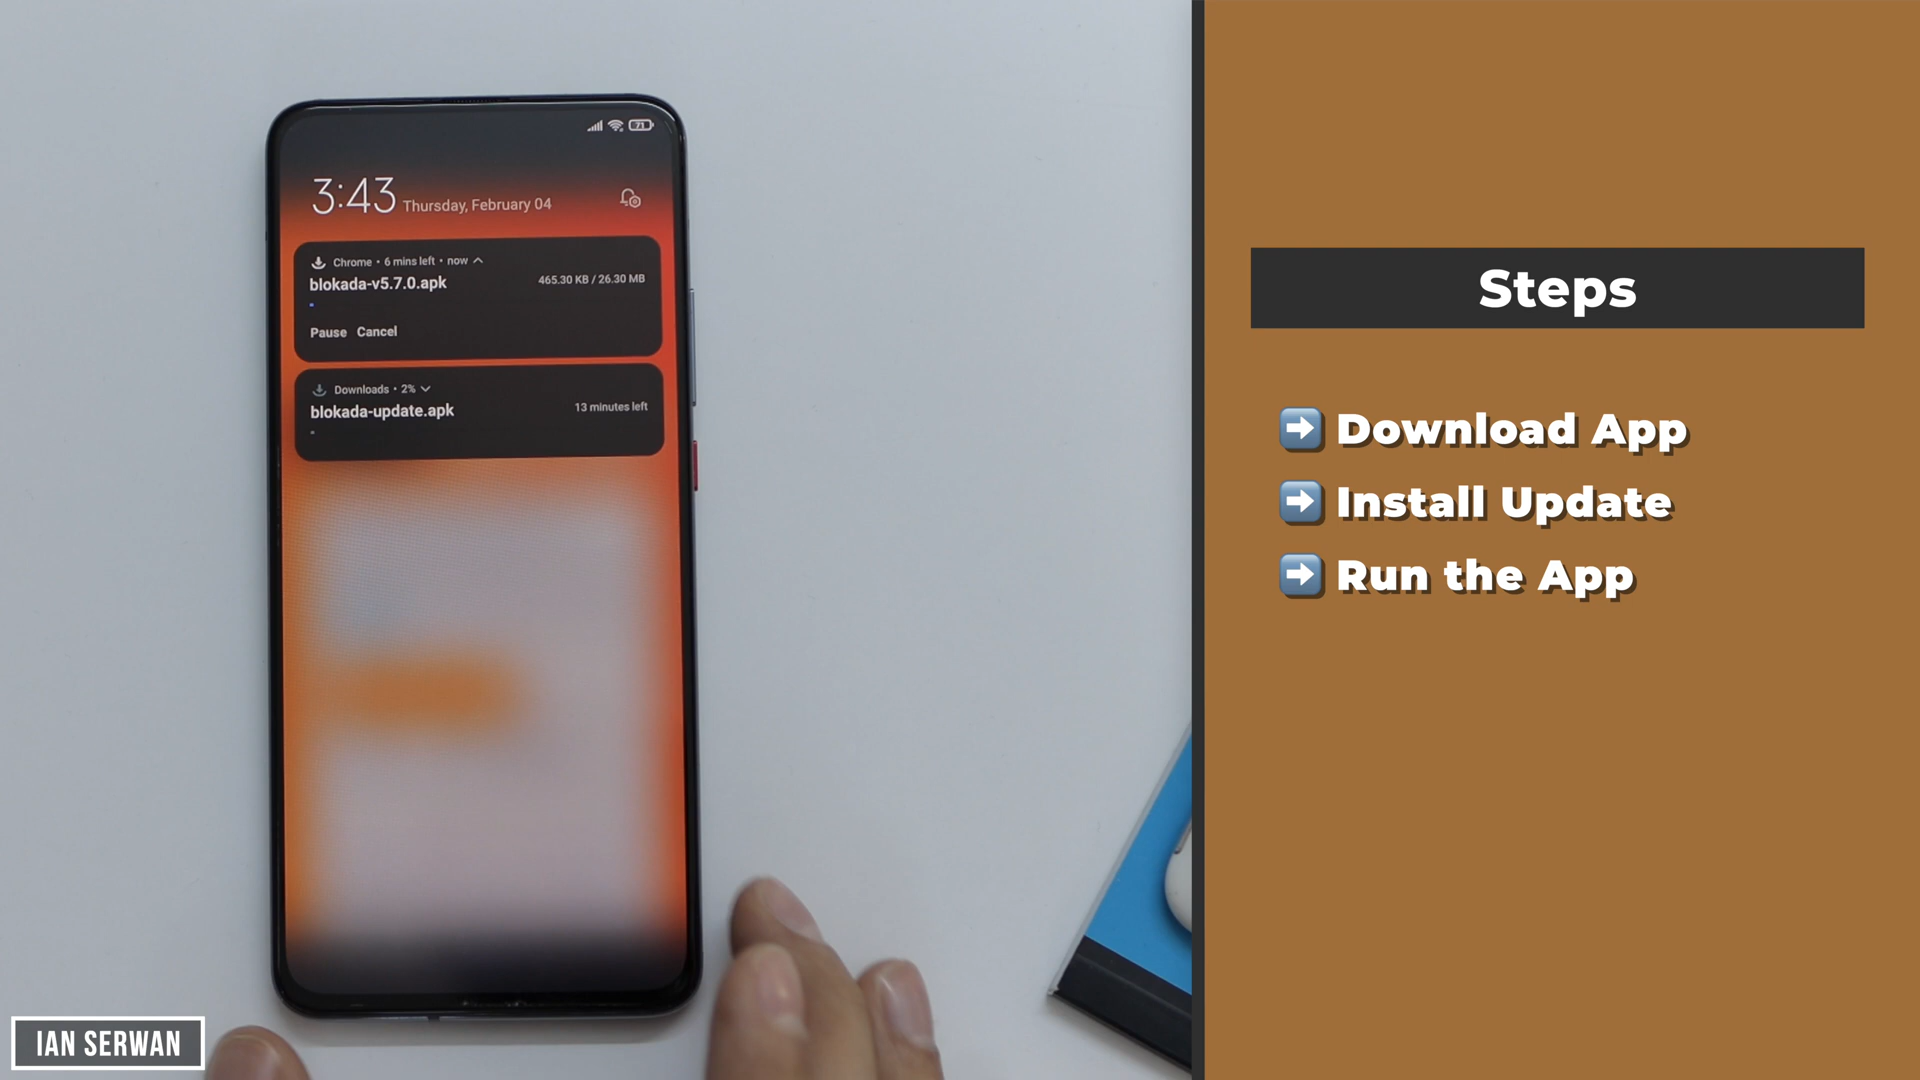 71
3:43 Thursday, February 04
Chrome • 6 mins left • now
blokada-v5.7.0.apk
465.30 KB / 26.30 MB
Pause Cancel
Downloads • 2%
blokada-update.apk
13 minutes left
Steps
Download App
Install Update
Run the App
IAN SERWAN